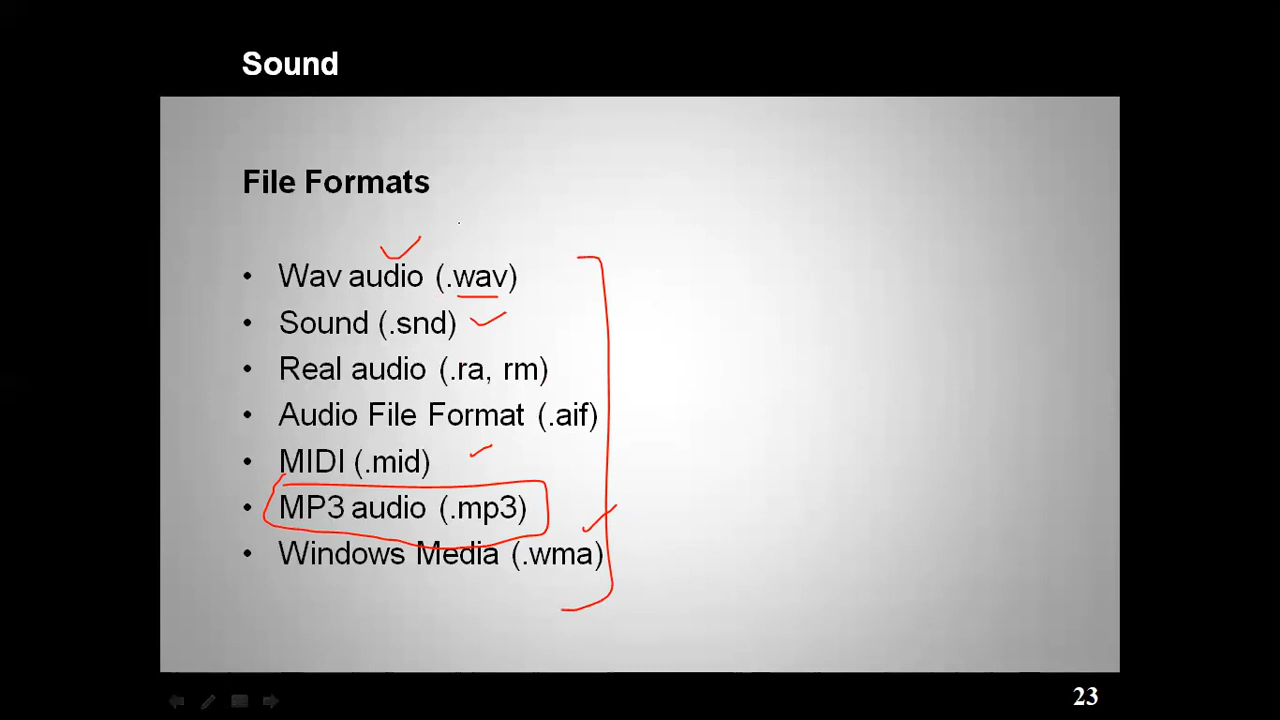 Sound
File Formats
• Wav audio (.wav)
• Sound (.snd)
• Real audio (.ra, rm)
• Audio File Format (.aif)
• MIDI (.mid)
• MP3 audio (.mp3)
• Windows Media (.wma)
23